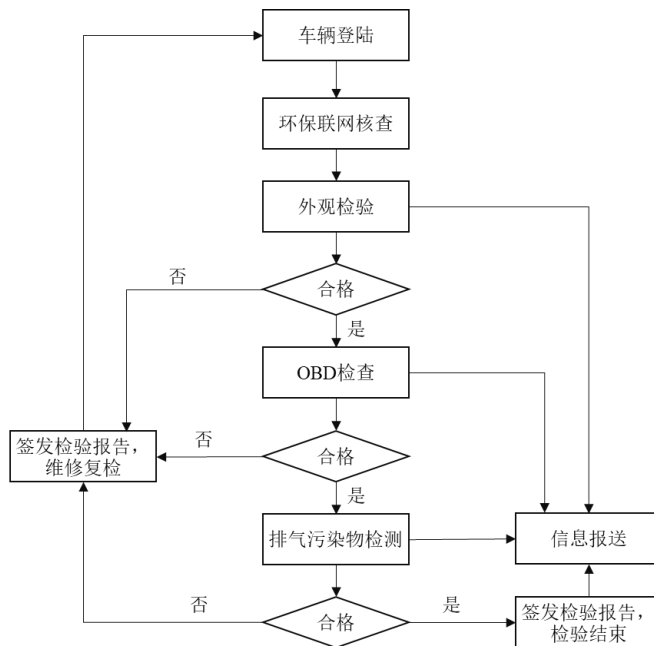 车辆登陆
环保联网核查
外观检验
否
合格
是
OBD检查
签发检验报告，
维修复检
否
合格
是
排气污染物检测
信息报送
否
合格
是
签发检验报告，
检验结束